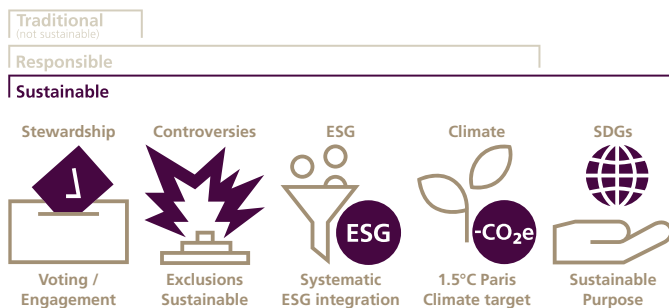 Traditional
(not sustainable)
Responsible
Sustainable
Stewardship Controversies ESG Climate SDGs
ESG -CO₂e
Voting / Exclusions Systematic 1.5°C Paris Sustainable
Engagement Sustainable ESG integration Climate target Purpose